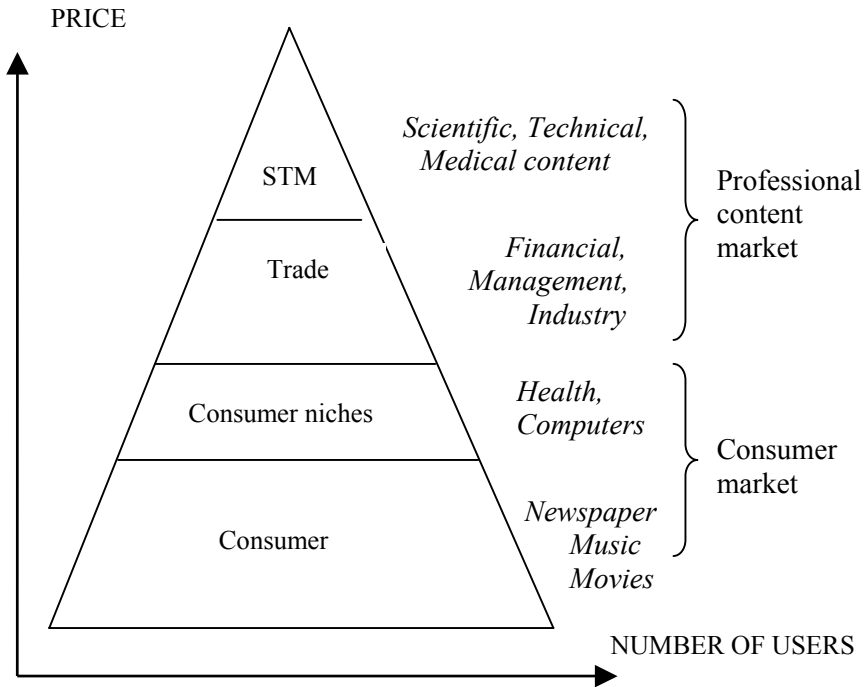 PRICE
Scientific, Technical,
Medical content
STM
Professional
content
market
Financial,
Management,
Industry
Trade
Health,
Computers
Consumer niches
Consumer
market
Newspaper
Music
Movies
Consumer
NUMBER OF USERS